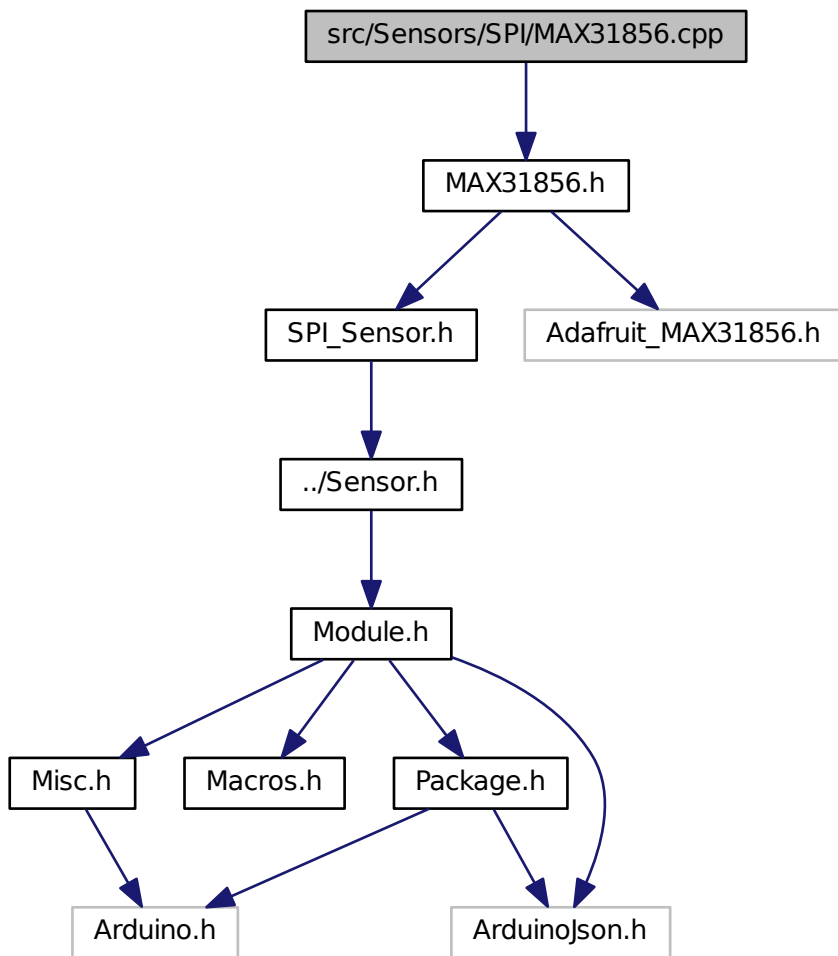 src/Sensors/SPI/MAX31856.cpp
MAX31856.h
SPI_Sensor.h
Adafruit_MAX31856.h
../Sensor.h
Module.h
Misc.h
Macros.h
Package.h
Arduino.h
ArduinoJson.h